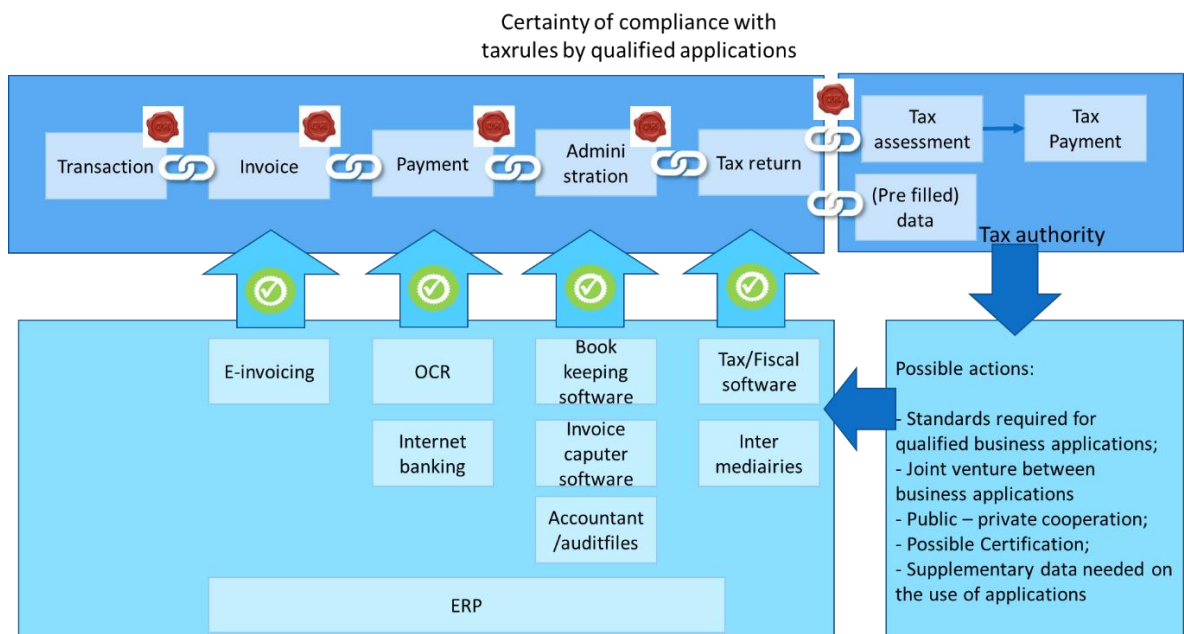 Certainty of compliance with
taxrules by qualified applications
Transaction
Invoice
Payment
Admini
stration
Tax return
Tax
assessment
Tax
Payment
(Pre filled)
data
Tax authority
E-invoicing
OCR
Book
keeping
software
Tax/Fiscal
software
Internet
banking
Invoice
caputer
software
Inter
mediairies
Accountant
/auditfiles
ERP
Possible actions:
- Standards required for
qualified business applications;
- Joint venture between
business applications
- Public – private cooperation;
- Possible Certification;
- Supplementary data needed on
the use of applications